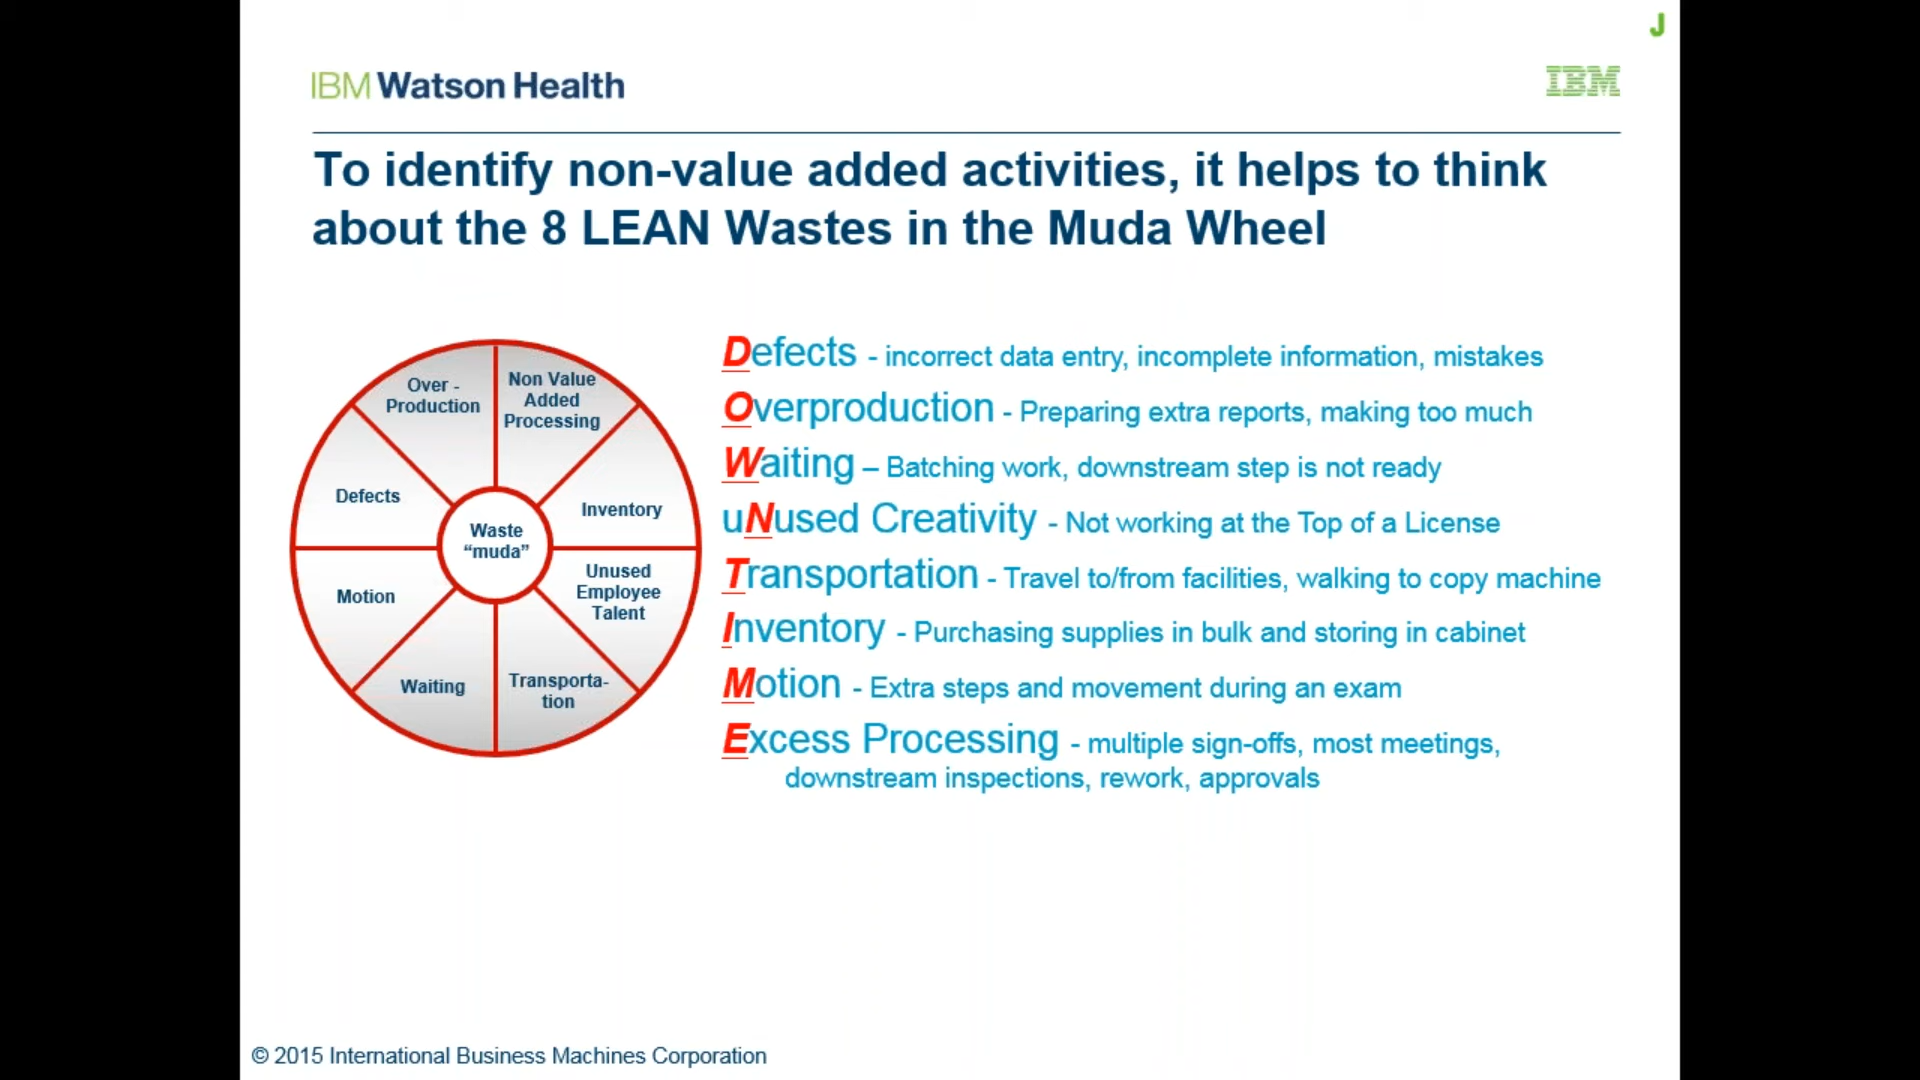 J
IBM Watson Health
IBM
To identify non-value added activities, it helps to think
about the 8 LEAN Wastes in the Muda Wheel
Over -
Production
Non Value
Added
Processing
Defects
Inventory
Waste
“muda”
Motion
Unused
Employee
Talent
Waiting
Transporta-
tion
Defects - incorrect data entry, incomplete information, mistakes
Overproduction - Preparing extra reports, making too much
Waiting – Batching work, downstream step is not ready
uNused Creativity - Not working at the Top of a License
Transportation - Travel to/from facilities, walking to copy machine
Inventory - Purchasing supplies in bulk and storing in cabinet
Motion - Extra steps and movement during an exam
Excess Processing - multiple sign-offs, most meetings,
downstream inspections, rework, approvals
© 2015 International Business Machines Corporation